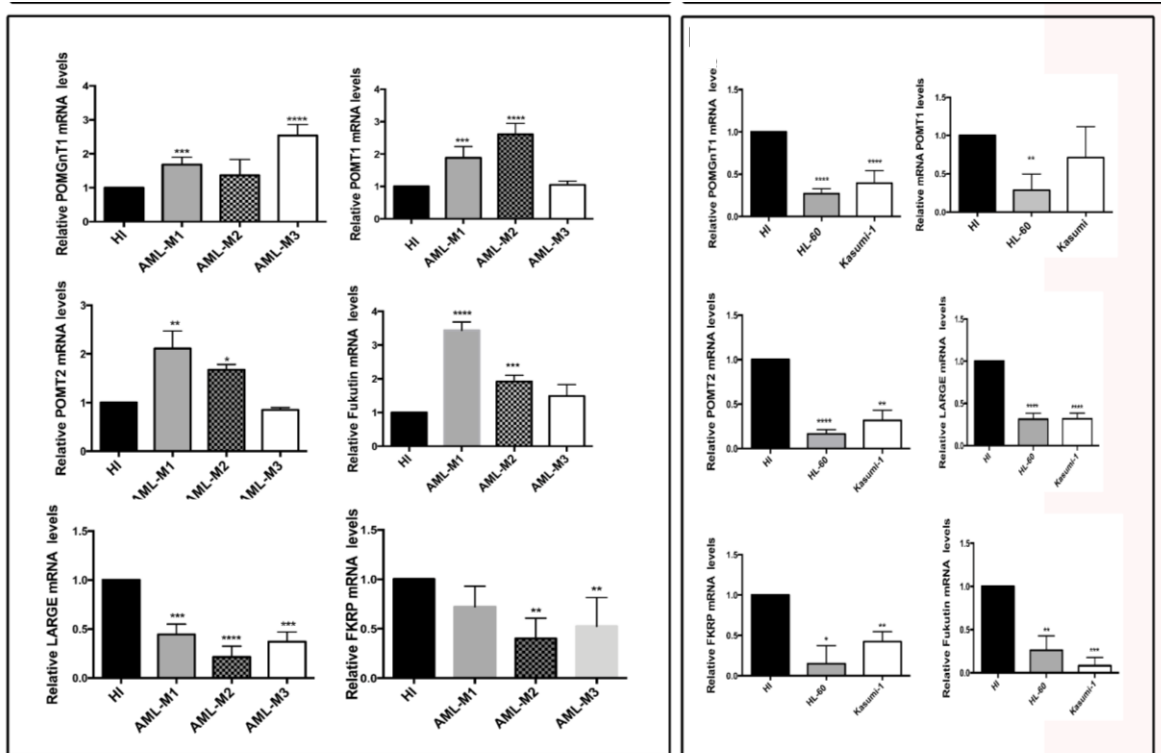 Relative POMGnT1 mRNA levels
4
3
2
1
0
***
****
HI
AML-M1
AML-M2
AML-M3
Relative POMT1 mRNA levels
4
3
2
1
0
***
****
HI
AML-M1
AML-M2
AML-M3
Relative POMT2 mRNA levels
3
2
1
0
**
*
HI
AML-M1
AML-M2
AML-M3
Relative Fukutin mRNA levels
4
3
2
1
0
****
***
HI
AML-M1
AML-M2
AML-M3
Relative LARGE mRNA levels
1.5
1.0
0.5
0.0
***
****
***
HI
AML-M1
AML-M2
AML-M3
Relative FKRP mRNA levels
1.5
1.0
0.5
0.0
**
**
HI
AML-M1
AML-M2
AML-M3
Relative POMGnT1 mRNA levels
1.5
1.0
0.5
0.0
****
****
HI
HL-60
Kasumi-1
Relative mRNA POMT1 levels
1.5
1.0
0.5
0.0
**
HI
HL-60
Kasumi
Relative POMT2 mRNA levels
1.5
1.0
0.5
0.0
****
**
HI
HL-60
Kasumi-1
Relative LARGE mRNA levels
1.5
1.0
0.5
0.0
****
****
HI
HL-60
Kasumi-1
Relative FKRP mRNA levels
1.5
1.0
0.5
0.0
*
**
HI
HL-60
Kasumi-1
Relative Fukutin mRNA levels
1.5
1.0
0.5
0.0
**
***
HI
HL-60
Kasumi-1